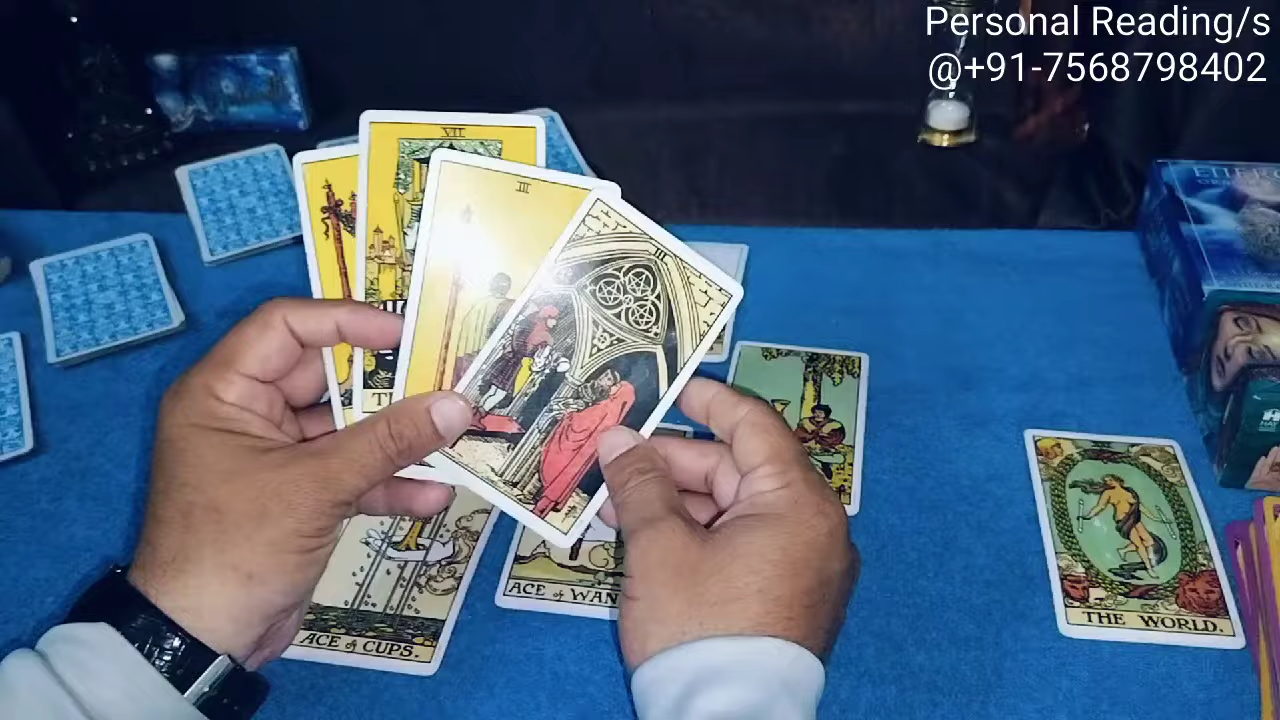 Personal Reading/s
@+91-7568798402
VII
III
III
ACE of CUPS.
ACE of WAN
THE WORLD.